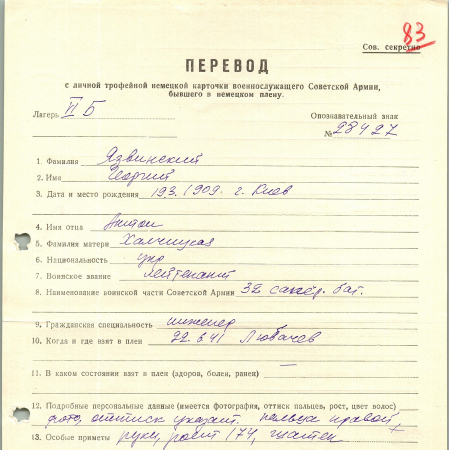 83
Сов. секретно
ПЕРЕВОД
с личной трофейной немецкой карточки военнослужащего Советской Армии,
бывшего в немецком плену.
Лагерь II Б Опознавательный знак
№ 28427
1. Фамилия Язвинский
2. Имя Георгий
3. Дата и место рождения 19.3.1909 г. Киев
4. Имя отца Антон
5. Фамилия матери
6. Национальность укр
7. Воинское звание лейтенант
8. Наименование воинской части Советской Армии 32 сапёр. бат.
9. Гражданская специальность инженер
10. Когда и где взят в плен 22.6.41 Любачев
11. В каком состоянии взят в плен (здоров, болен, ранен) —
12. Подробные персональные данные (имеется фотография, оттиск пальцев, рост, цвет волос)
фото, оттиск указат. пальца правой
13. Особые приметы руки, рост 174,